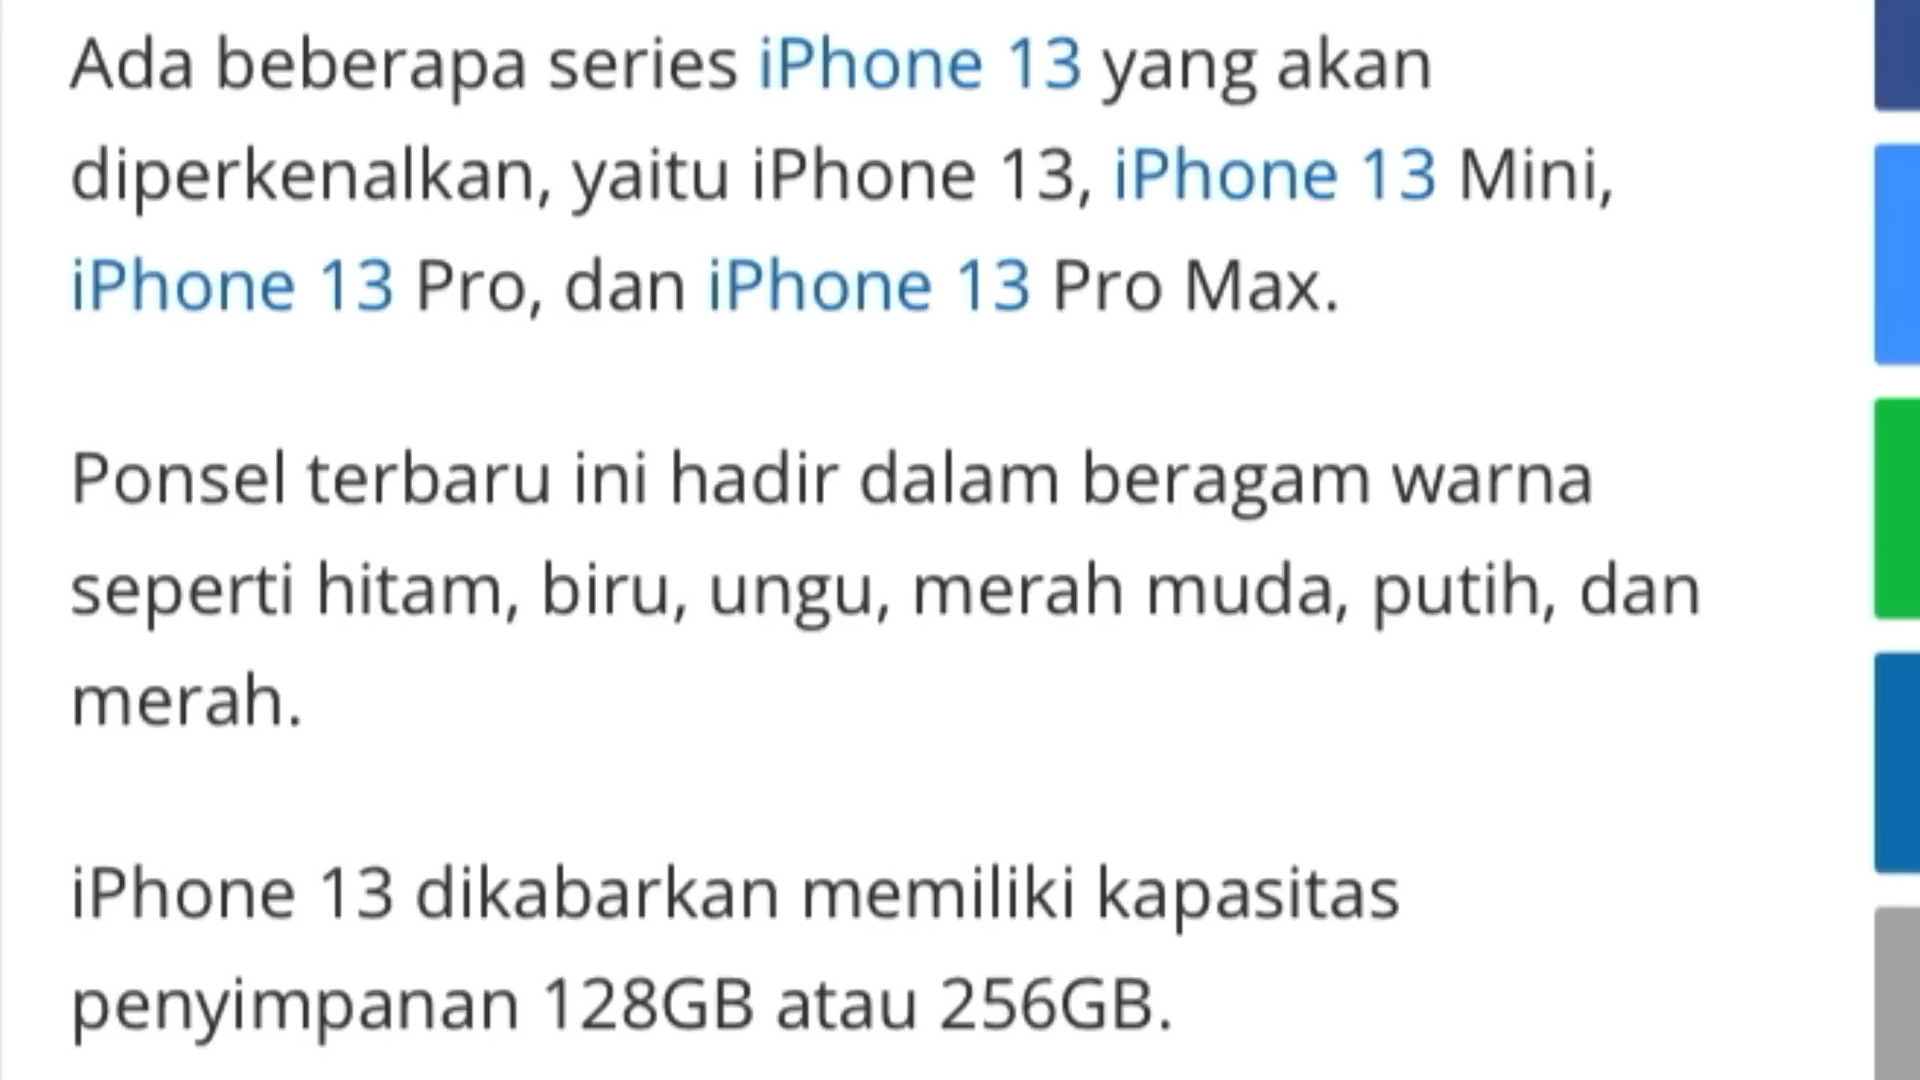 Ada beberapa series iPhone 13 yang akan
diperkenalkan, yaitu iPhone 13, iPhone 13 Mini,
iPhone 13 Pro, dan iPhone 13 Pro Max.
Ponsel terbaru ini hadir dalam beragam warna
seperti hitam, biru, ungu, merah muda, putih, dan
merah.
iPhone 13 dikabarkan memiliki kapasitas
penyimpanan 128GB atau 256GB.